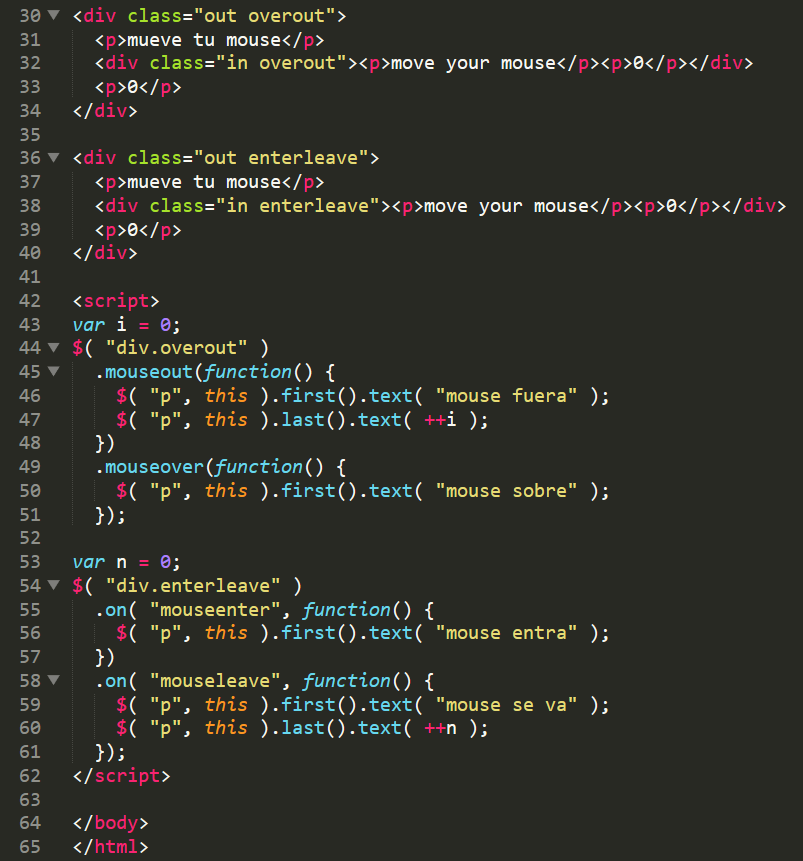 30 <div class="out overout">
31   <p>mueve tu mouse</p>
32   <div class="in overout"><p>move your mouse</p><p>0</p></div>
33   <p>0</p>
34 </div>
35
36 <div class="out enterleave">
37   <p>mueve tu mouse</p>
38   <div class="in enterleave"><p>move your mouse</p><p>0</p></div>
39   <p>0</p>
40 </div>
41
42 <script>
43 var i = 0;
44 $( "div.overout" )
45   .mouseout(function() {
46     $( "p", this ).first().text( "mouse fuera" );
47     $( "p", this ).last().text( ++i );
48   })
49   .mouseover(function() {
50     $( "p", this ).first().text( "mouse sobre" );
51   });
52
53 var n = 0;
54 $( "div.enterleave" )
55   .on( "mouseenter", function() {
56     $( "p", this ).first().text( "mouse entra" );
57   })
58   .on( "mouseleave", function() {
59     $( "p", this ).first().text( "mouse se va" );
60     $( "p", this ).last().text( ++n );
61   });
62 </script>
63
64 </body>
65 </html>